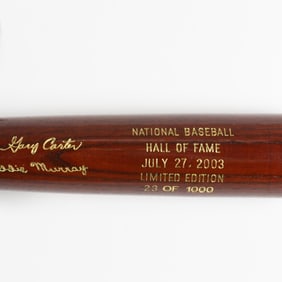 Gary Carter
ddie Murray
NATIONAL BASEBALL
HALL OF FAME
JULY 27, 2003
LIMITED EDITION
23 OF 1000